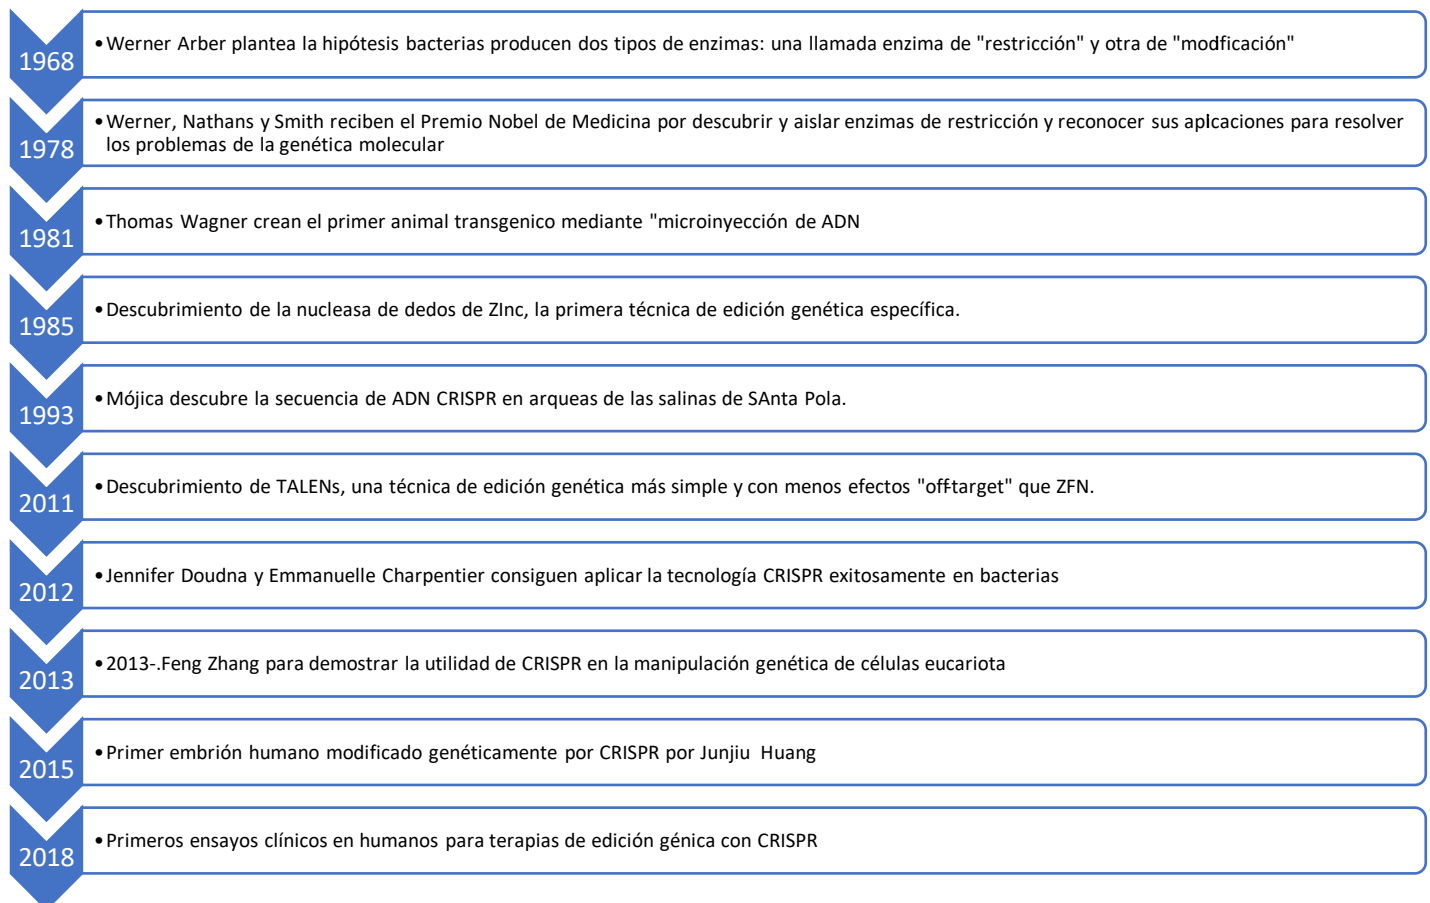 1968
•Werner Arber plantea la hipótesis bacterias producen dos tipos de enzimas: una llamada enzima de "restricción" y otra de "modficación"
1978
•Werner, Nathans y Smith reciben el Premio Nobel de Medicina por descubrir y aislar enzimas de restricción y reconocer sus aplcaciones para resolver
los problemas de la genética molecular
1981
•Thomas Wagner crean el primer animal transgenico mediante "microinyección de ADN
1985
•Descubrimiento de la nucleasa de dedos de ZInc, la primera técnica de edición genética específica.
1993
•Mójica descubre la secuencia de ADN CRISPR en arqueas de las salinas de SAnta Pola.
2011
•Descubrimiento de TALENs, una técnica de edición genética más simple y con menos efectos "off-target" que ZFN.
2012
•Jennifer Doudna y Emmanuelle Charpentier consiguen aplicar la tecnología CRISPR exitosamente en bacterias
2013
•2013-.Feng Zhang para demostrar la utilidad de CRISPR en la manipulación genética de células eucariota
2015
•Primer embrión humano modificado genéticamente por CRISPR por Junjiu Huang
2018
•Primeros ensayos clínicos en humanos para terapias de edición génica con CRISPR